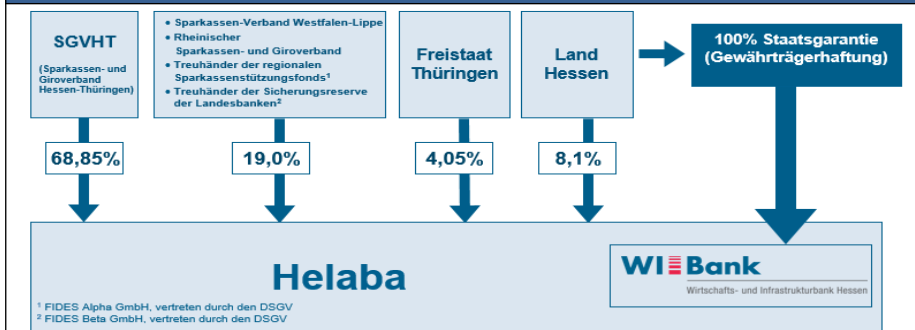 SGVHT
(Sparkassen- und
Giroverband
Hessen-Thüringen)
• Sparkassen-Verband Westfalen-Lippe
• Rheinischer
Sparkassen- und Giroverband
• Treuhänder der regionalen
Sparkassenstützungsfonds¹
• Treuhänder der Sicherungsreserve
der Landesbanken²
Freistaat
Thüringen
Land
Hessen
100% Staatsgarantie
(Gewährträgerhaftung)
68,85%
19,0%
4,05%
8,1%
Helaba
WIBank
Wirtschafts- und Infrastrukturbank Hessen
¹ FIDES Alpha GmbH, vertreten durch den DSGV
² FIDES Beta GmbH, vertreten durch den DSGV